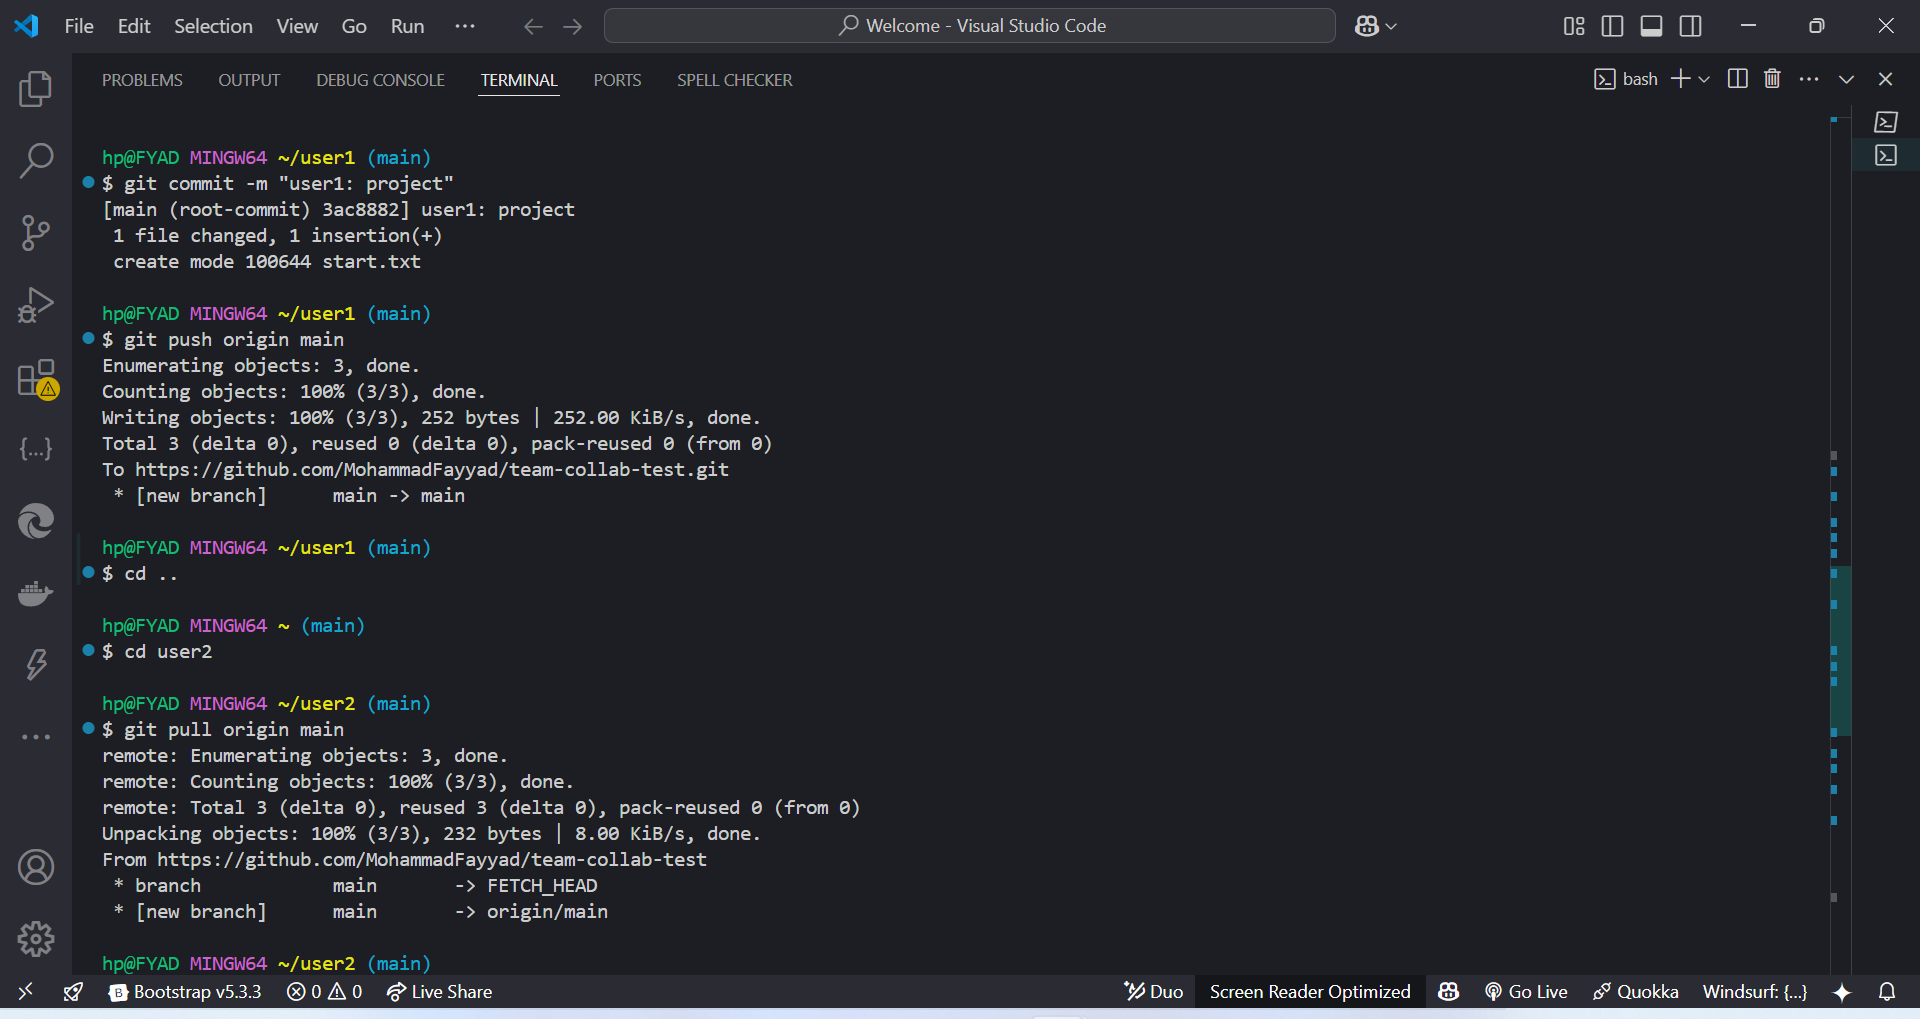 File Edit Selection View Go Run ··· Welcome - Visual Studio Code
PROBLEMS OUTPUT DEBUG CONSOLE TERMINAL PORTS SPELL CHECKER bash
hp@FYAD MINGW64 ~/user1 (main)
$ git commit -m "user1: project"
[main (root-commit) 3ac8882] user1: project
1 file changed, 1 insertion(+)
create mode 100644 start.txt
hp@FYAD MINGW64 ~/user1 (main)
$ git push origin main
Enumerating objects: 3, done.
Counting objects: 100% (3/3), done.
Writing objects: 100% (3/3), 252 bytes | 252.00 KiB/s, done.
Total 3 (delta 0), reused 0 (delta 0), pack-reused 0 (from 0)
To https://github.com/MohammadFayyad/team-collab-test.git
* [new branch]      main -> main
hp@FYAD MINGW64 ~/user1 (main)
$ cd ..
hp@FYAD MINGW64 ~ (main)
$ cd user2
hp@FYAD MINGW64 ~/user2 (main)
$ git pull origin main
remote: Enumerating objects: 3, done.
remote: Counting objects: 100% (3/3), done.
remote: Total 3 (delta 0), reused 3 (delta 0), pack-reused 0 (from 0)
Unpacking objects: 100% (3/3), 232 bytes | 8.00 KiB/s, done.
From https://github.com/MohammadFayyad/team-collab-test
* branch            main       -> FETCH_HEAD
* [new branch]      main       -> origin/main
hp@FYAD MINGW64 ~/user2 (main)
Bootstrap v5.3.3 0 0 Live Share Duo Screen Reader Optimized Go Live Quokka Windsurf: {...}